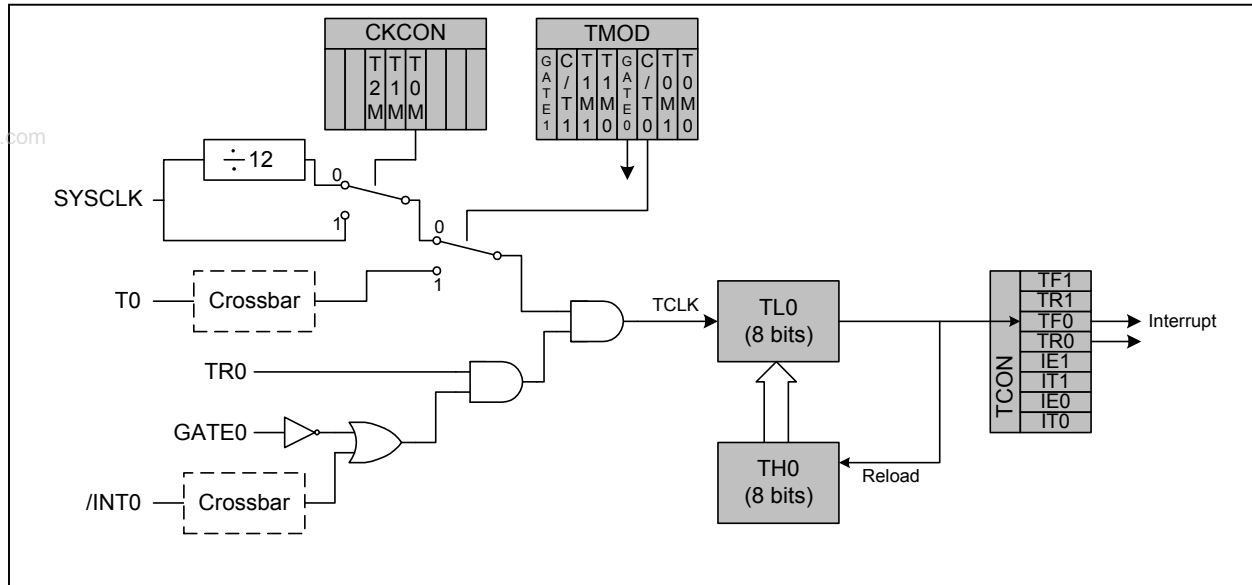 CKCON
T2M
T1M
T0M
TMOD
GATE1
C/T1
T1M1
T1M0
GATE0
C/T0
T0M1
T0M0
.com
÷ 12
0
SYSCLK
1
0
1
T0
Crossbar
TCLK
TL0
(8 bits)
TCON
TF1
TR1
TF0
TR0
IE1
IT1
IE0
IT0
Interrupt
TR0
GATE0
/INT0
Crossbar
TH0
(8 bits)
Reload